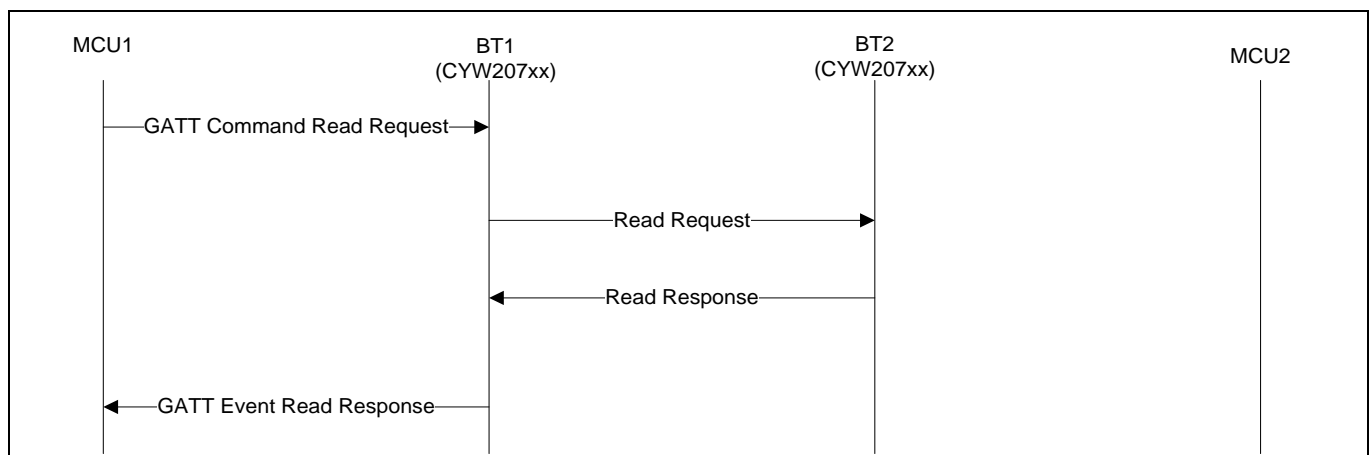 MCU1
BT1
(CYW207xx)
BT2
(CYW207xx)
MCU2
GATT Command Read Request
Read Request
Read Response
GATT Event Read Response